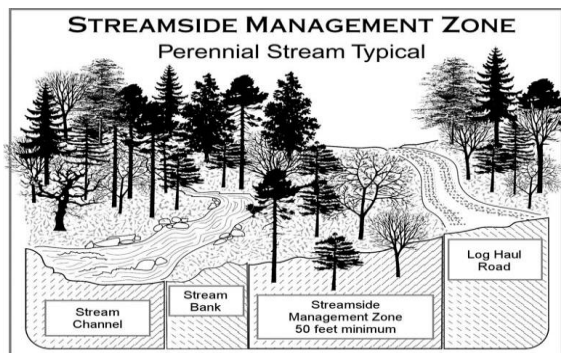 STREAMSIDE MANAGEMENT ZONE
Perennial Stream Typical
Stream
Channel
Stream
Bank
Streamside
Management Zone
50 feet minimum
Log Haul
Road